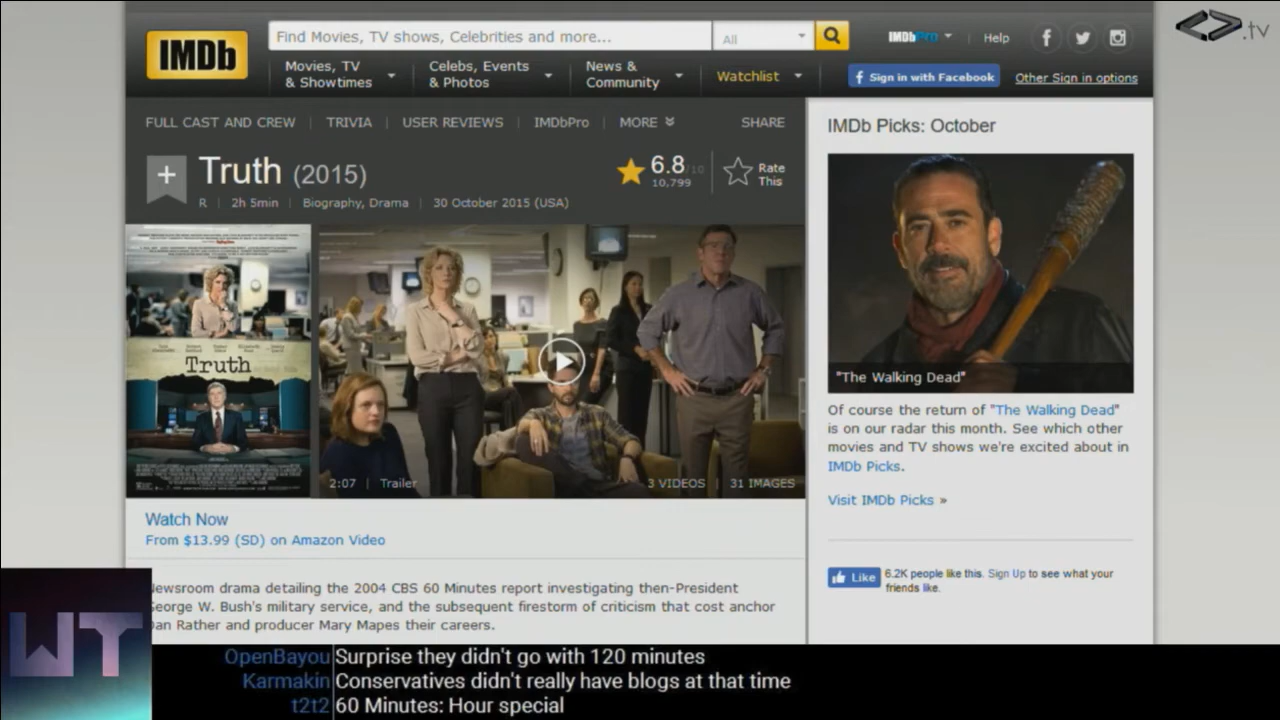 IMDb
Find Movies, TV shows, Celebrities and more...
All
IMDbPro
Help
.tv
Movies, TV
& Showtimes
Celebs, Events
& Photos
News &
Community
Watchlist
f Sign in with Facebook
Other Sign in options
FULL CAST AND CREW
TRIVIA
USER REVIEWS
IMDbPro
MORE
SHARE
IMDb Picks: October
+ Truth (2015)
6.8/10
10,799
Rate
This
R | 2h 5min | Biography, Drama | 30 October 2015 (USA)
Truth
2:07 | Trailer
3 VIDEOS | 31 IMAGES
"The Walking Dead"
Of course the return of "The Walking Dead"
is on our radar this month. See which other
movies and TV shows we're excited about in
IMDb Picks.
Visit IMDb Picks »
Watch Now
From $13.99 (SD) on Amazon Video
Like
6.2K people like this. Sign Up to see what your
friends like.
ewsroom drama detailing the 2004 CBS 60 Minutes report investigating then-President
eorge W. Bush's military service, and the subsequent firestorm of criticism that cost anchor
an Rather and producer Mary Mapes their careers.
WT
OpenBayou Surprise they didn't go with 120 minutes
Karmakin Conservatives didn't really have blogs at that time
t2t2 60 Minutes: Hour special